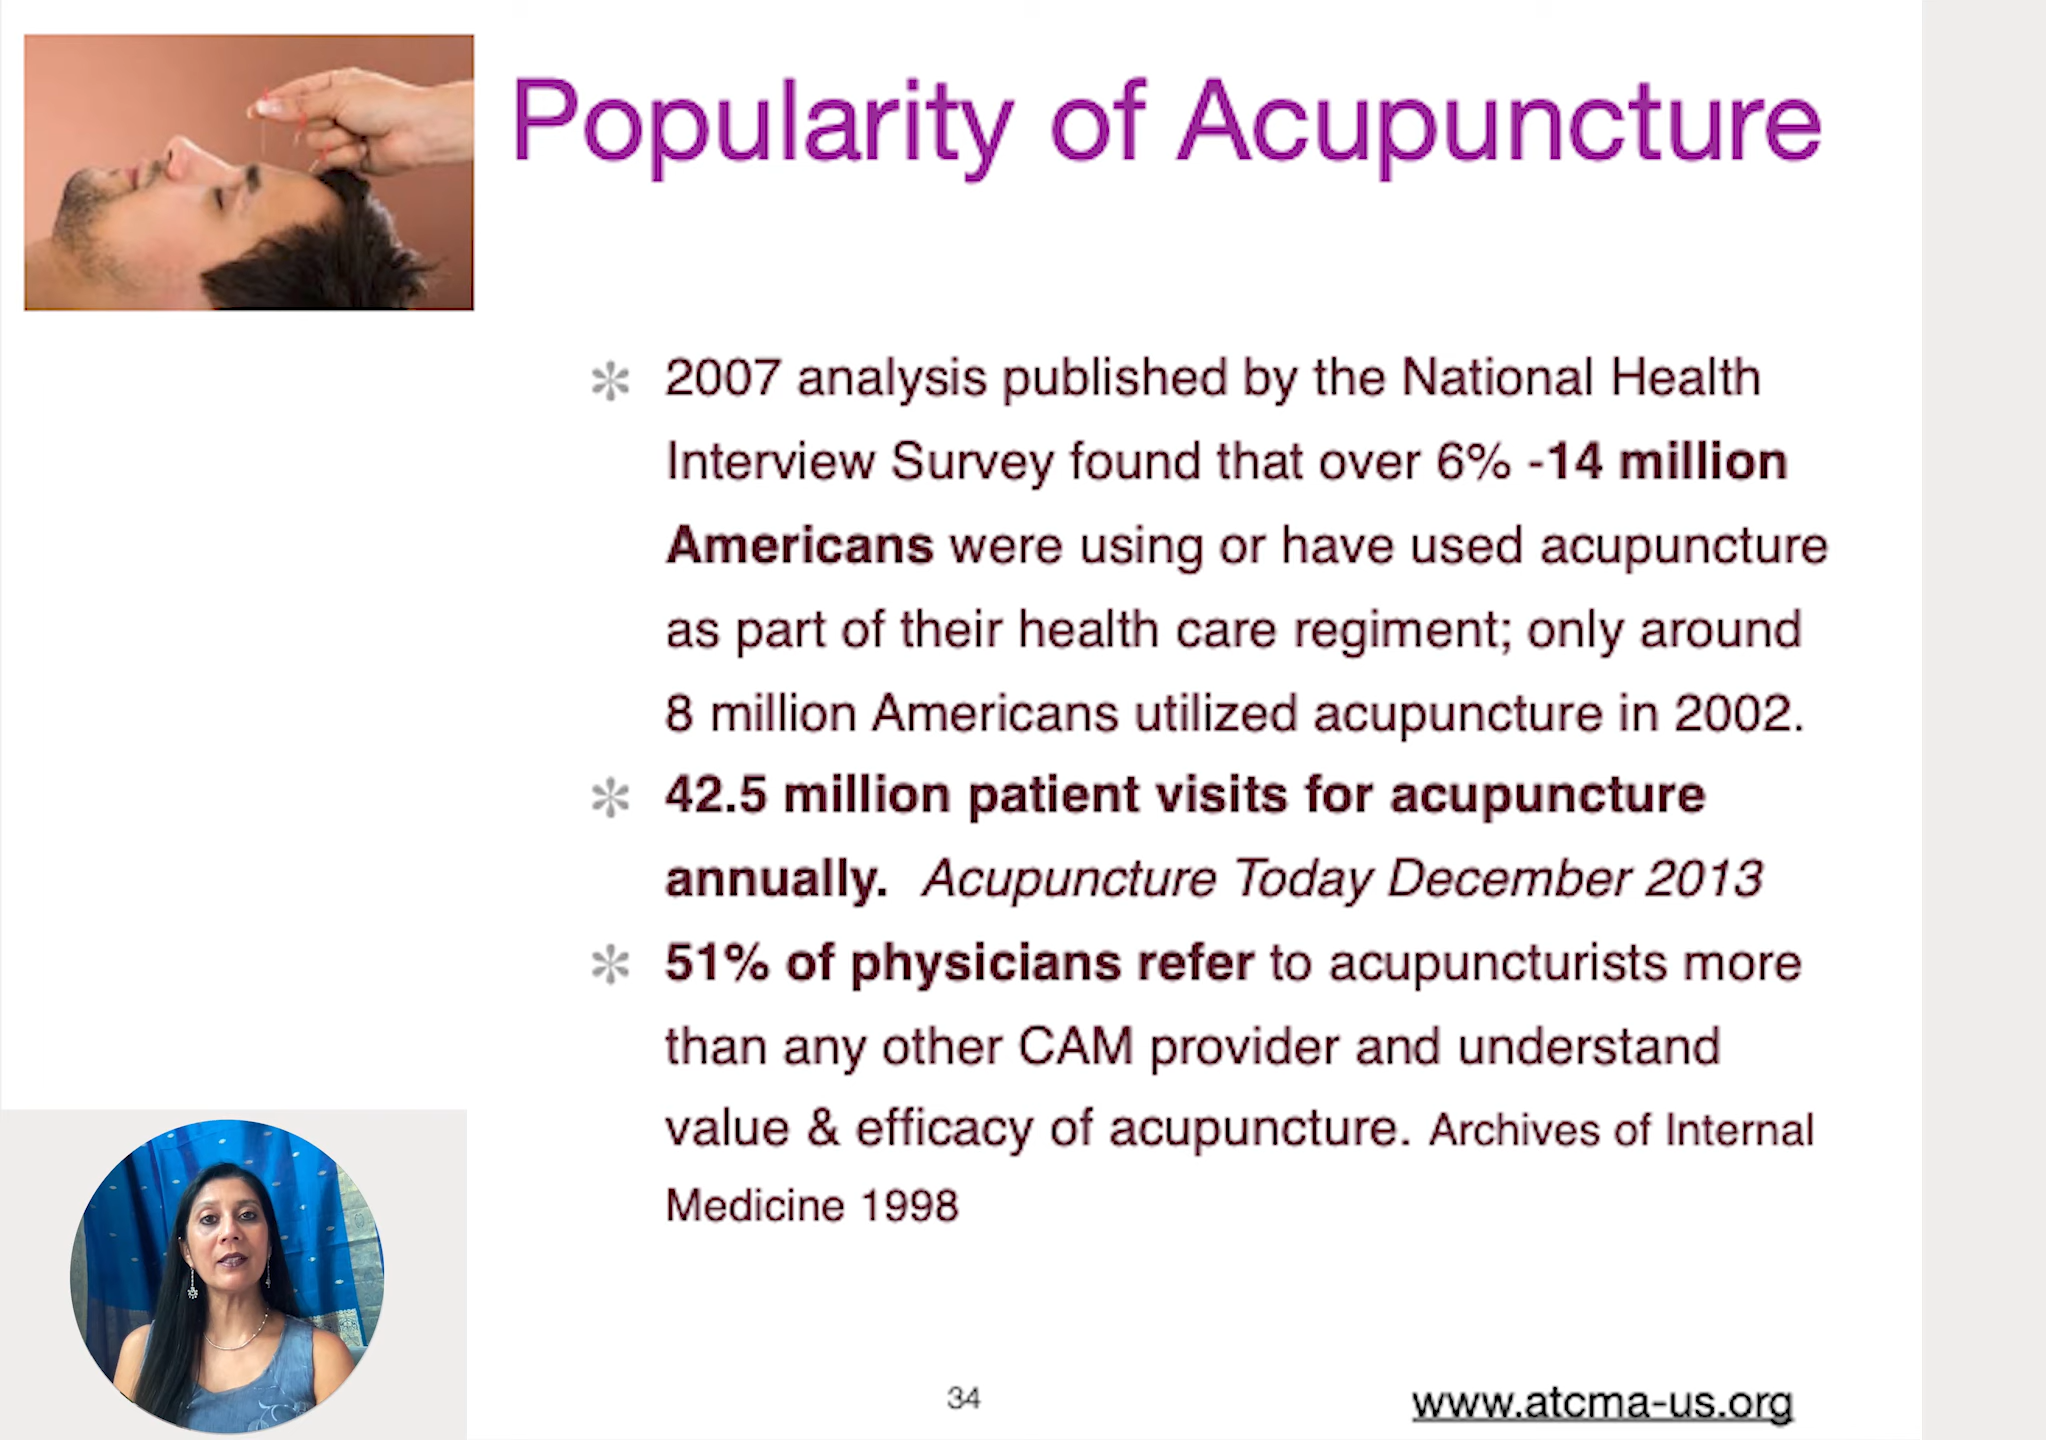 Popularity of Acupuncture
2007 analysis published by the National Health
Interview Survey found that over 6% -14 million
Americans were using or have used acupuncture
as part of their health care regiment; only around
8 million Americans utilized acupuncture in 2002.
42.5 million patient visits for acupuncture
annually. Acupuncture Today December 2013
51% of physicians refer to acupuncturists more
than any other CAM provider and understand
value & efficacy of acupuncture. Archives of Internal
Medicine 1998
34
www.atcma-us.org